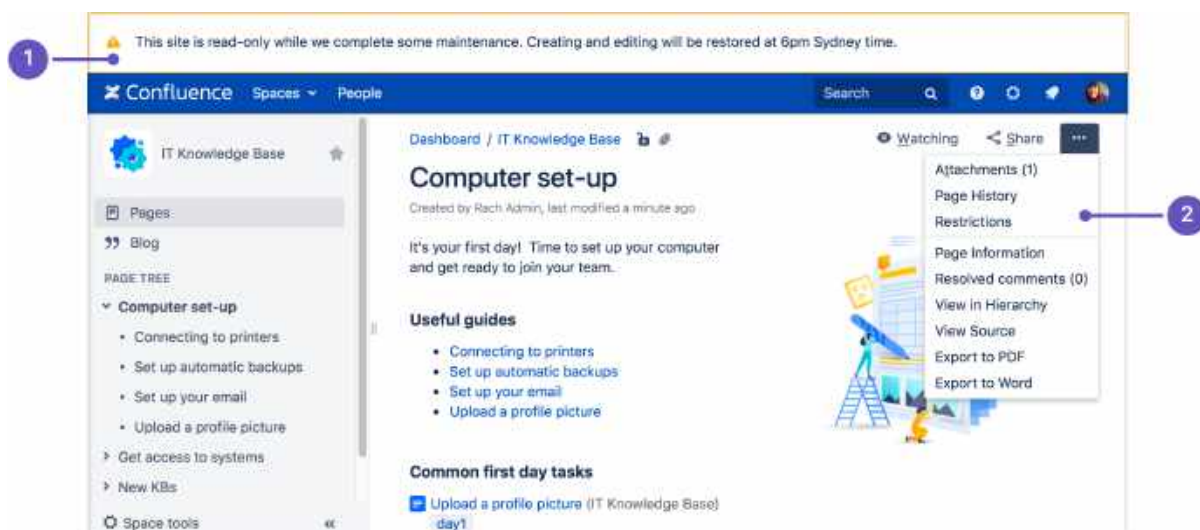 1
This site is read-only while we complete some maintenance. Creating and editing will be restored at 6pm Sydney time.
Confluence Spaces People Search
IT Knowledge Base
Pages
Blog
PAGE TREE
Computer set-up
Connecting to printers
Set up automatic backups
Set up your email
Upload a profile picture
Get access to systems
New KBs
Space tools
Dashboard / IT Knowledge Base
Watching Share
Computer set-up
Created by Rach Admin, last modified a minute ago
It's your first day! Time to set up your computer
and get ready to join your team.
Useful guides
Connecting to printers
Set up automatic backups
Set up your email
Upload a profile picture
Common first day tasks
Upload a profile picture (IT Knowledge Base)
day1
Attachments (1)
Page History
Restrictions
Page Information
Resolved comments (0)
View in Hierarchy
View Source
Export to PDF
Export to Word
2